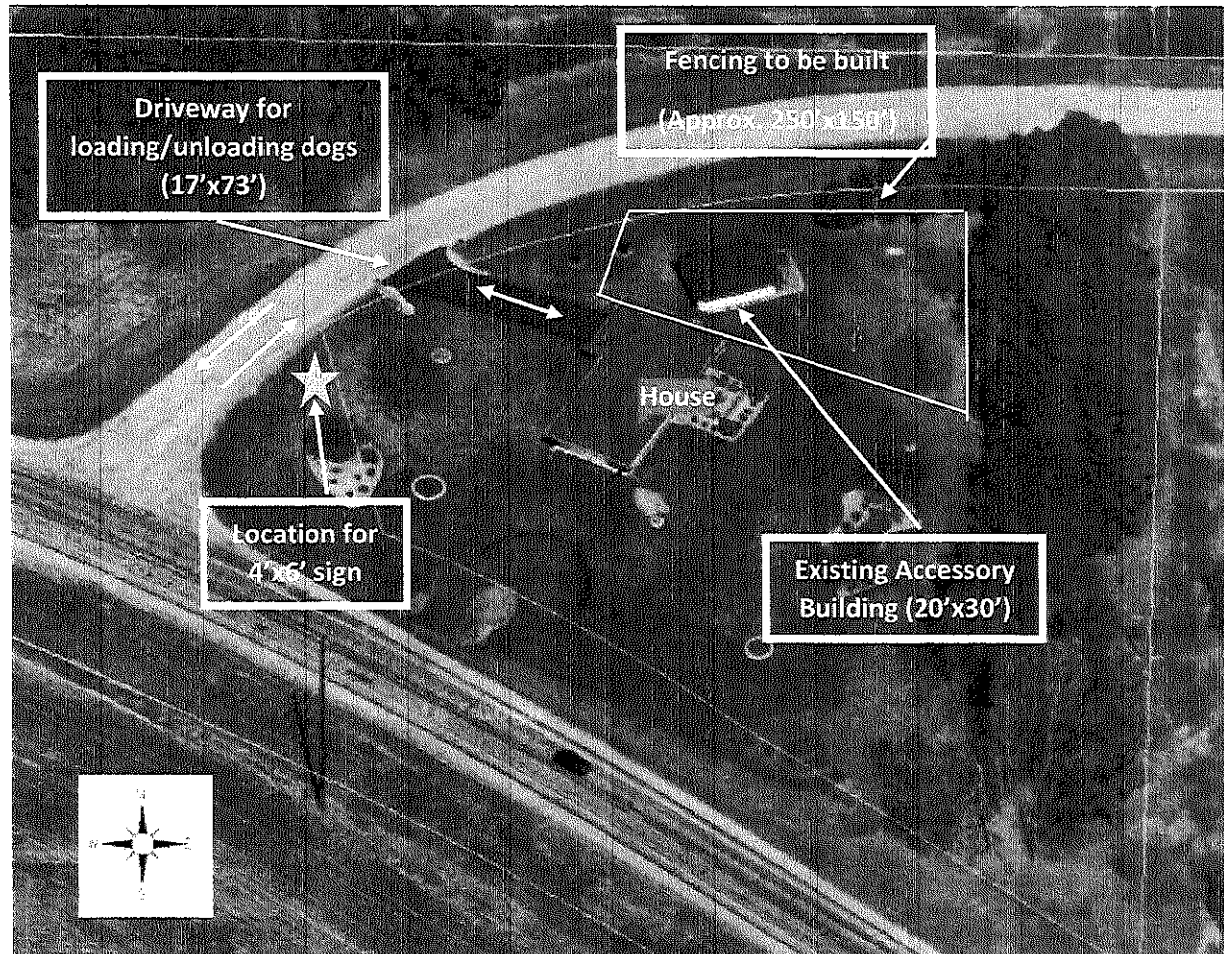 Fencing to be built
(Approx. 250'x150')
Driveway for
loading/unloading dogs
(17'x73')
House
Location for
4'x6' sign
Existing Accessory
Building (20'x30')